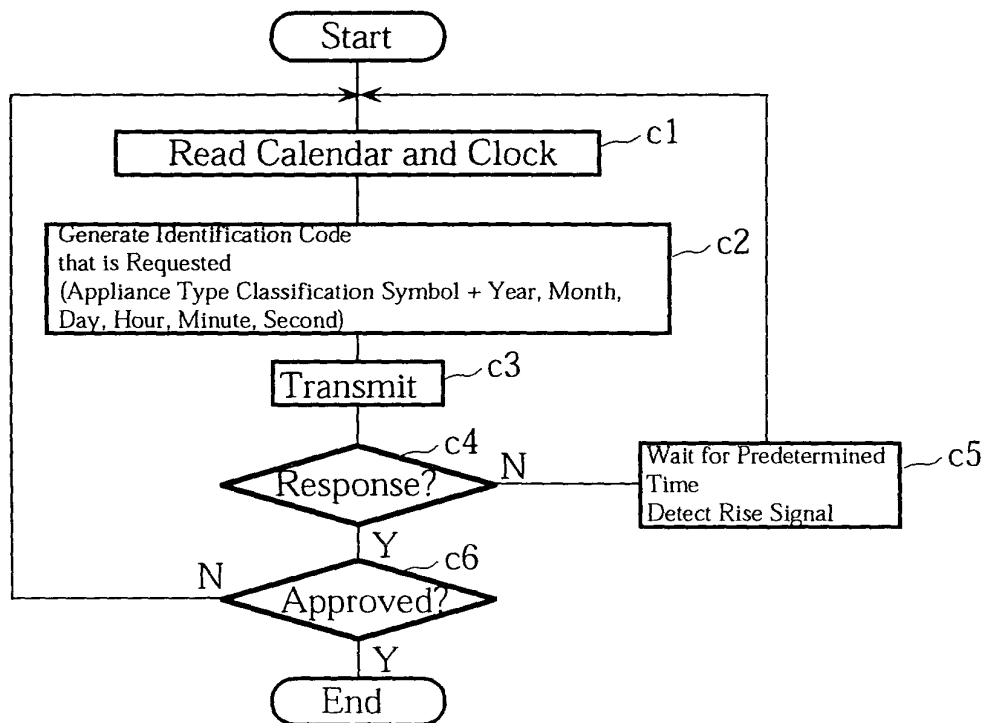 Start
Read Calendar and Clock
c1
Generate Identification Code
that is Requested
(Appliance Type Classification Symbol + Year, Month,
Day, Hour, Minute, Second)
c2
Transmit
c3
Response?
c4
N
Wait for Predetermined
Time
Detect Rise Signal
c5
Y
Approved?
c6
N
Y
End